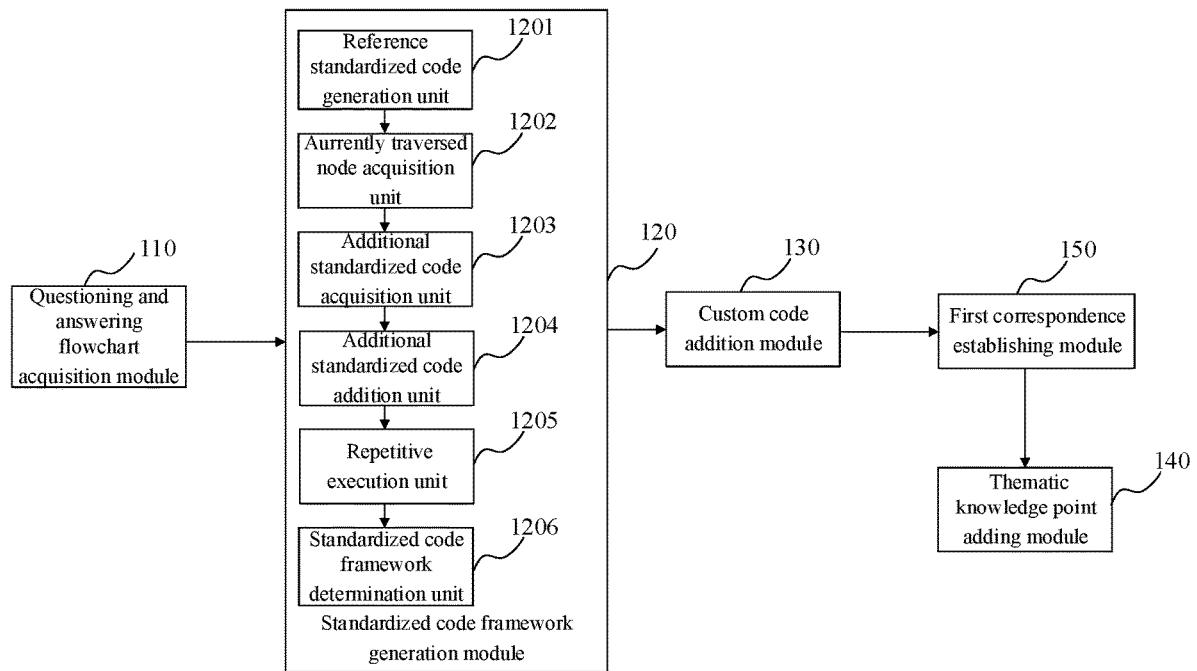 110
Questioning and
answering
flowchart
acquisition module
1201
Reference
standardized code
generation unit
1202
Aurrently traversed
node acquisition
unit
1203
Additional
standardized code
acquisition unit
1204
Additional
standardized code
addition unit
1205
Repetitive
execution unit
1206
Standardized code
framework
determination unit
Standardized code framework
generation module
120
130
Custom code
addition module
150
First correspondence
establishing module
140
Thematic
knowledge point
adding module